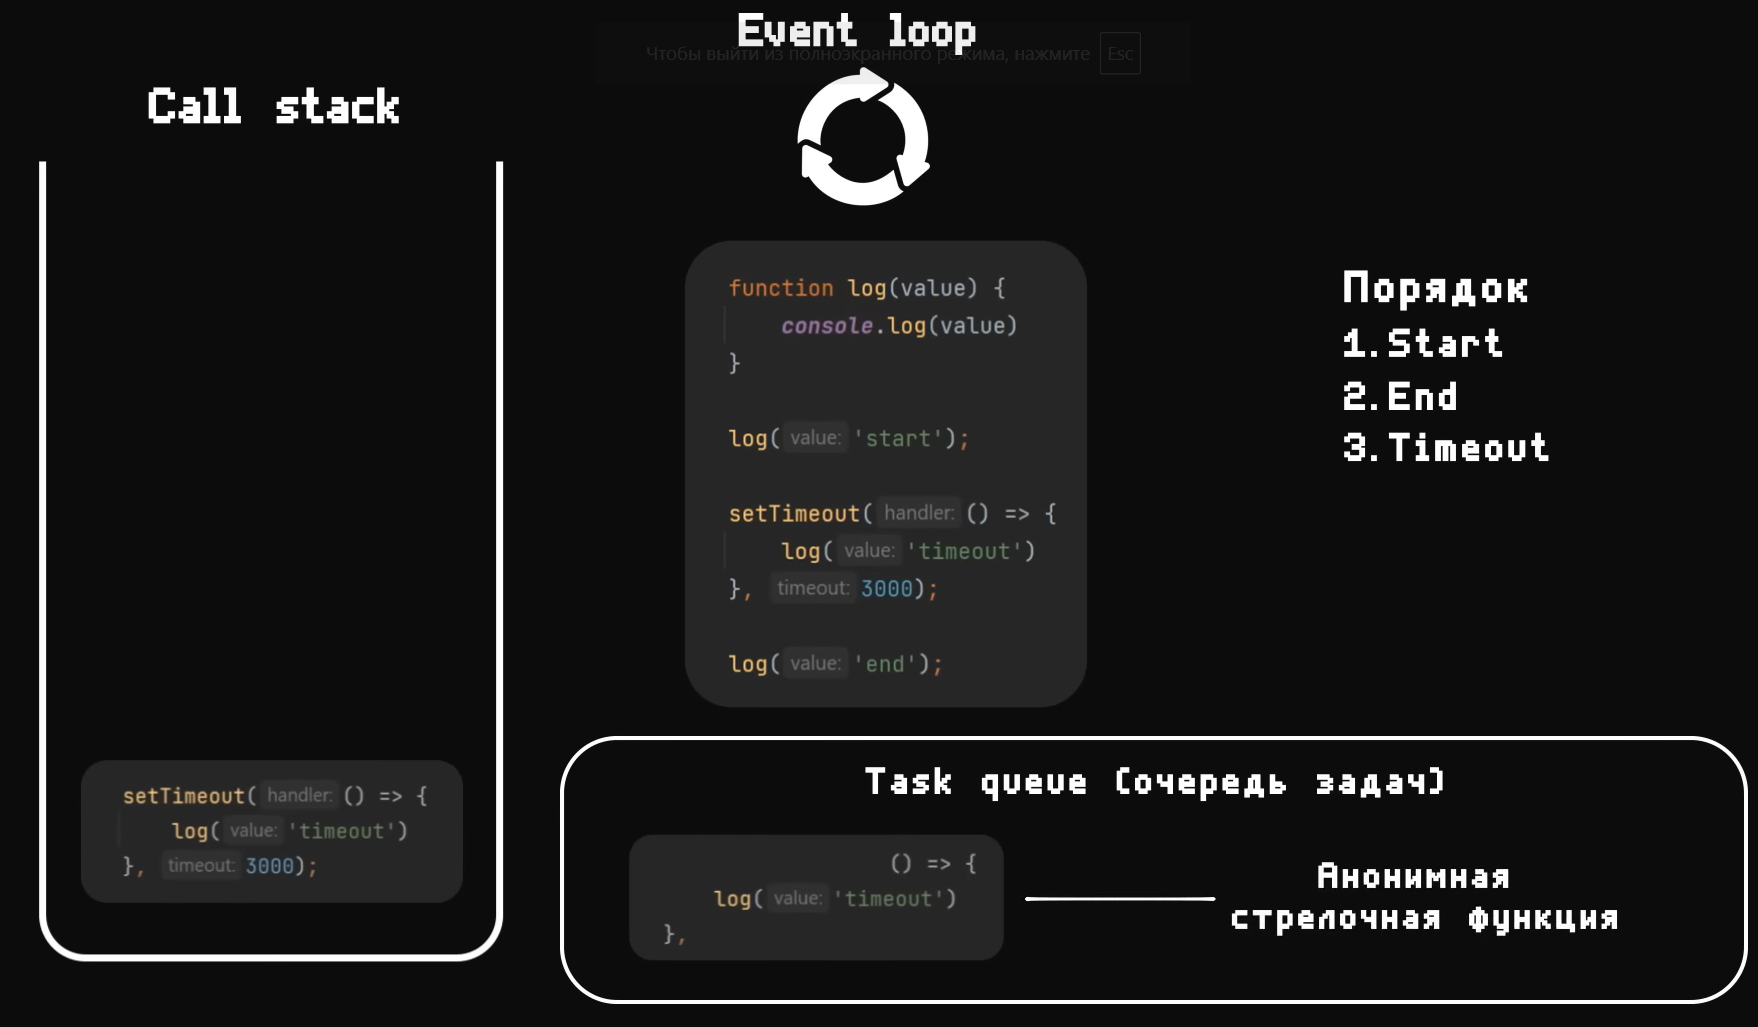 Event loop
Чтобы выйти из полноэкранного режима, нажмите Esc
Call stack
function log(value) {
console.log(value)
}
log( value: 'start');
setTimeout( handler: () => {
log( value: 'timeout')
}, timeout: 3000);
log( value: 'end');
Порядок
1.Start
2.End
3.Timeout
setTimeout( handler: () => {
log( value: 'timeout')
}, timeout: 3000);
Task queue (очередь задач)
() => {
log( value: 'timeout')
},
Анонимная
стрелочная функция